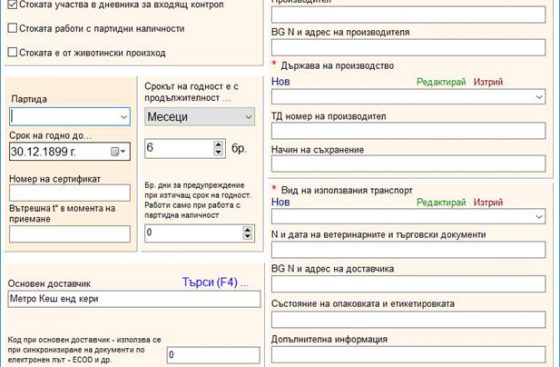 Стоката участва в дневника за входящ контрол
Стоката работи с партидни наличности
Стоката е от животински произход
Партида
Срок на годно до...
30.12.1899 г.
Номер на сертификат
Вътрешна t° в момента на
приемане
Срокът на годност е с
продължителност ...
Месеци
6 бр.
Бр. дни за предупреждение
при изтичащ срок на годност.
Работи само при работа с
партидна наличност
0
Основен доставчик Търси (F4) ...
Метро Кеш енд кери
Код при основен доставчик - използва се
при синхронизиране на документи по
електронен път - ECOD и др.
0
Производител
BG N и адрес на производителя
* Държава на производство
Нов Редактирай Изтрий
ТД номер на производител
Начин на съхранение
* Вид на използвания транспорт
Нов Редактирай Изтрий
N и дата на ветеринарните и търговски документи
BG N и адрес на доставчика
Състояние на опаковката и етикетировката
Допълнителна информация